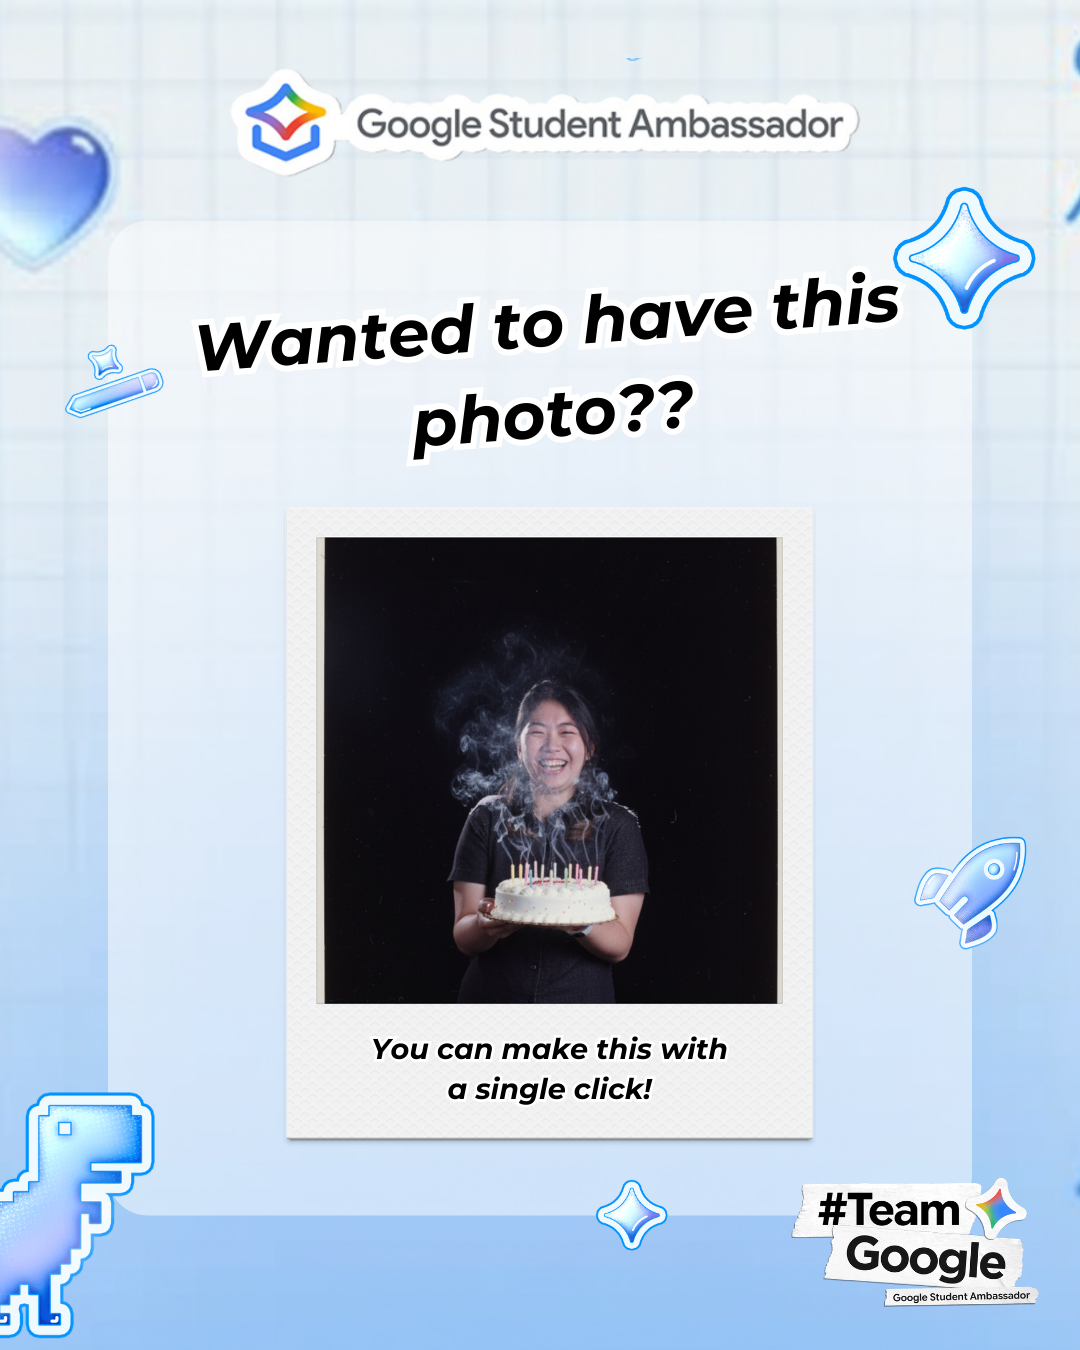 Google Student Ambassador
Wanted to have this
photo??
You can make this with
a single click!
#Team
Google
Google Student Ambassador